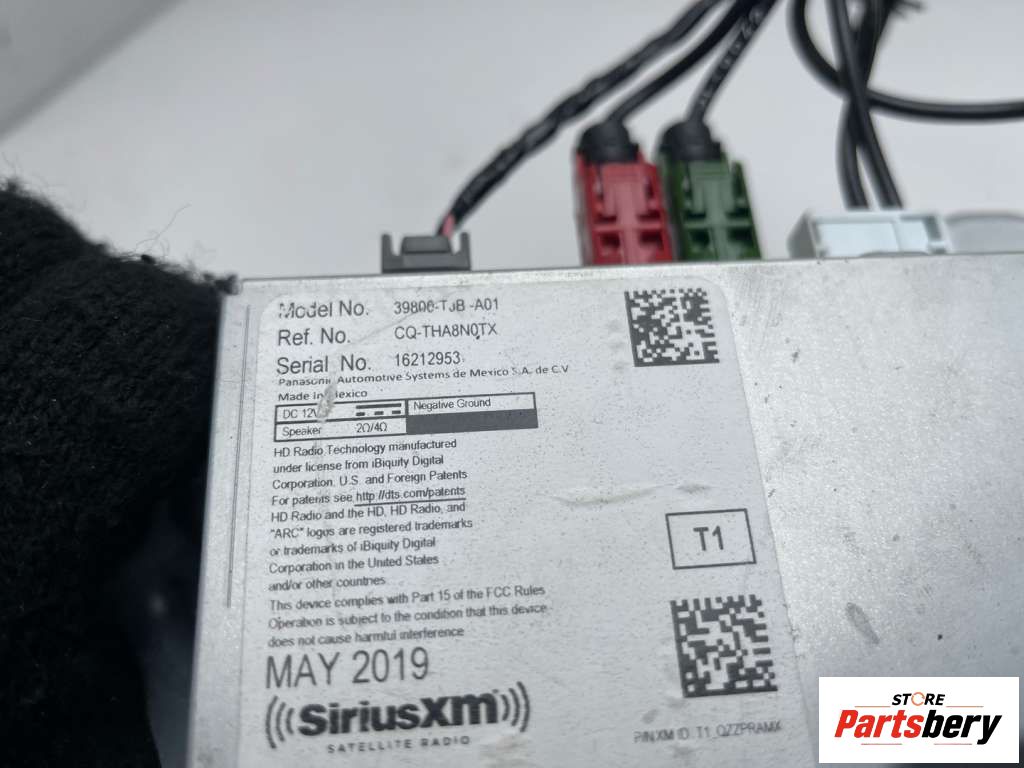 Model No. 39806-TJB-A01
Ref. No. CQ-THA8N0TX
Serial No. 16212953
Panasonic Automotive Systems de Mexico S.A. de C.V
Made in Mexico
DC 12V Negative Ground
Speaker 2Ω/4Ω
HD Radio Technology manufactured
under license from iBiquity Digital
Corporation, U.S. and Foreign Patents
For patents see http://dts.com/patents
HD Radio and the HD, HD Radio, and
"ARC" logos are registered trademarks
or trademarks of iBiquity Digital
Corporation in the United States
and/or other countries
This device complies with Part 15 of the FCC Rules
Operation is subject to the condition that this device
does not cause harmful interference
MAY 2019
SiriusXm
SATELLITE RADIO
T1
STORE
Partsbery